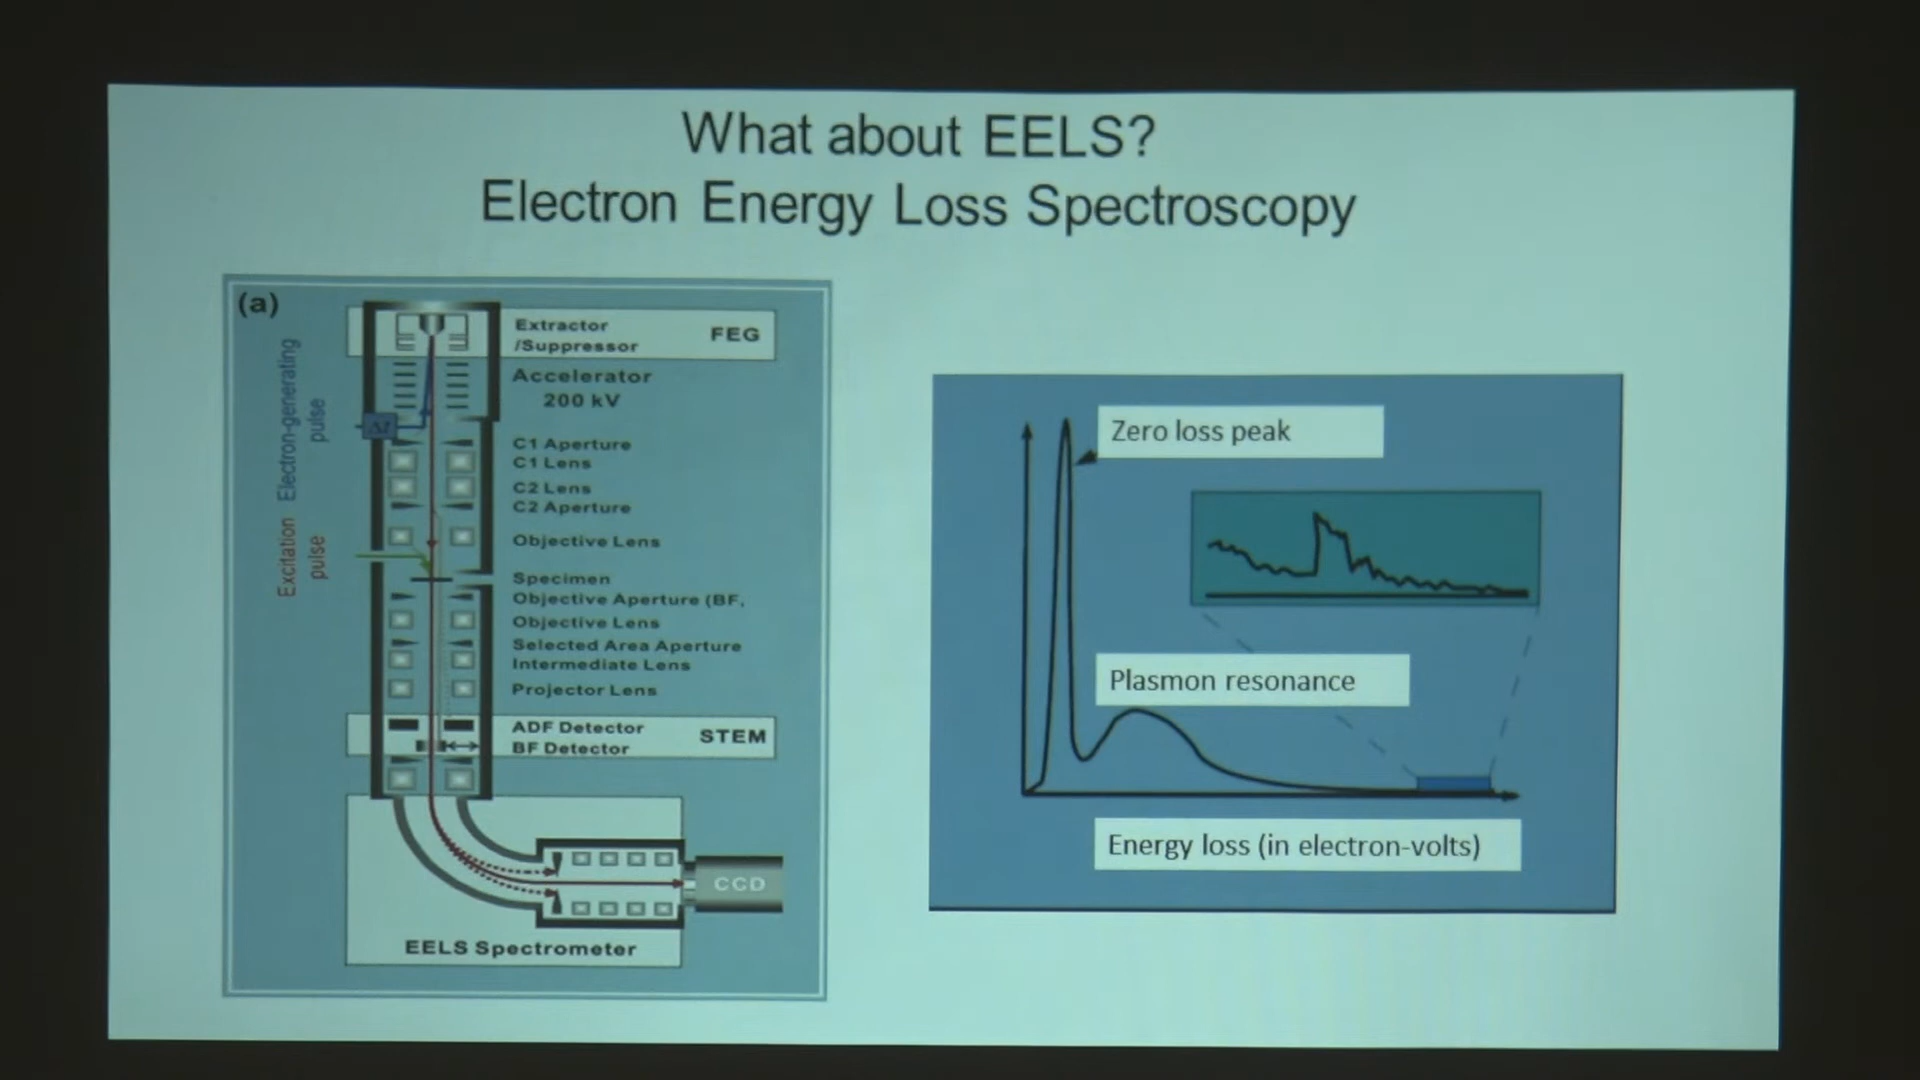 What about EELS?
Electron Energy Loss Spectroscopy
(a)
Electron-generating
pulse
Excitation
pulse
Δt
Extractor
/Suppressor
FEG
Accelerator
200 kV
C1 Aperture
C1 Lens
C2 Lens
C2 Aperture
Objective Lens
Specimen
Objective Aperture (BF,
Objective Lens
Selected Area Aperture
Intermediate Lens
Projector Lens
ADF Detector
BF Detector
STEM
CCD
EELS Spectrometer
Zero loss peak
Plasmon resonance
Energy loss (in electron-volts)